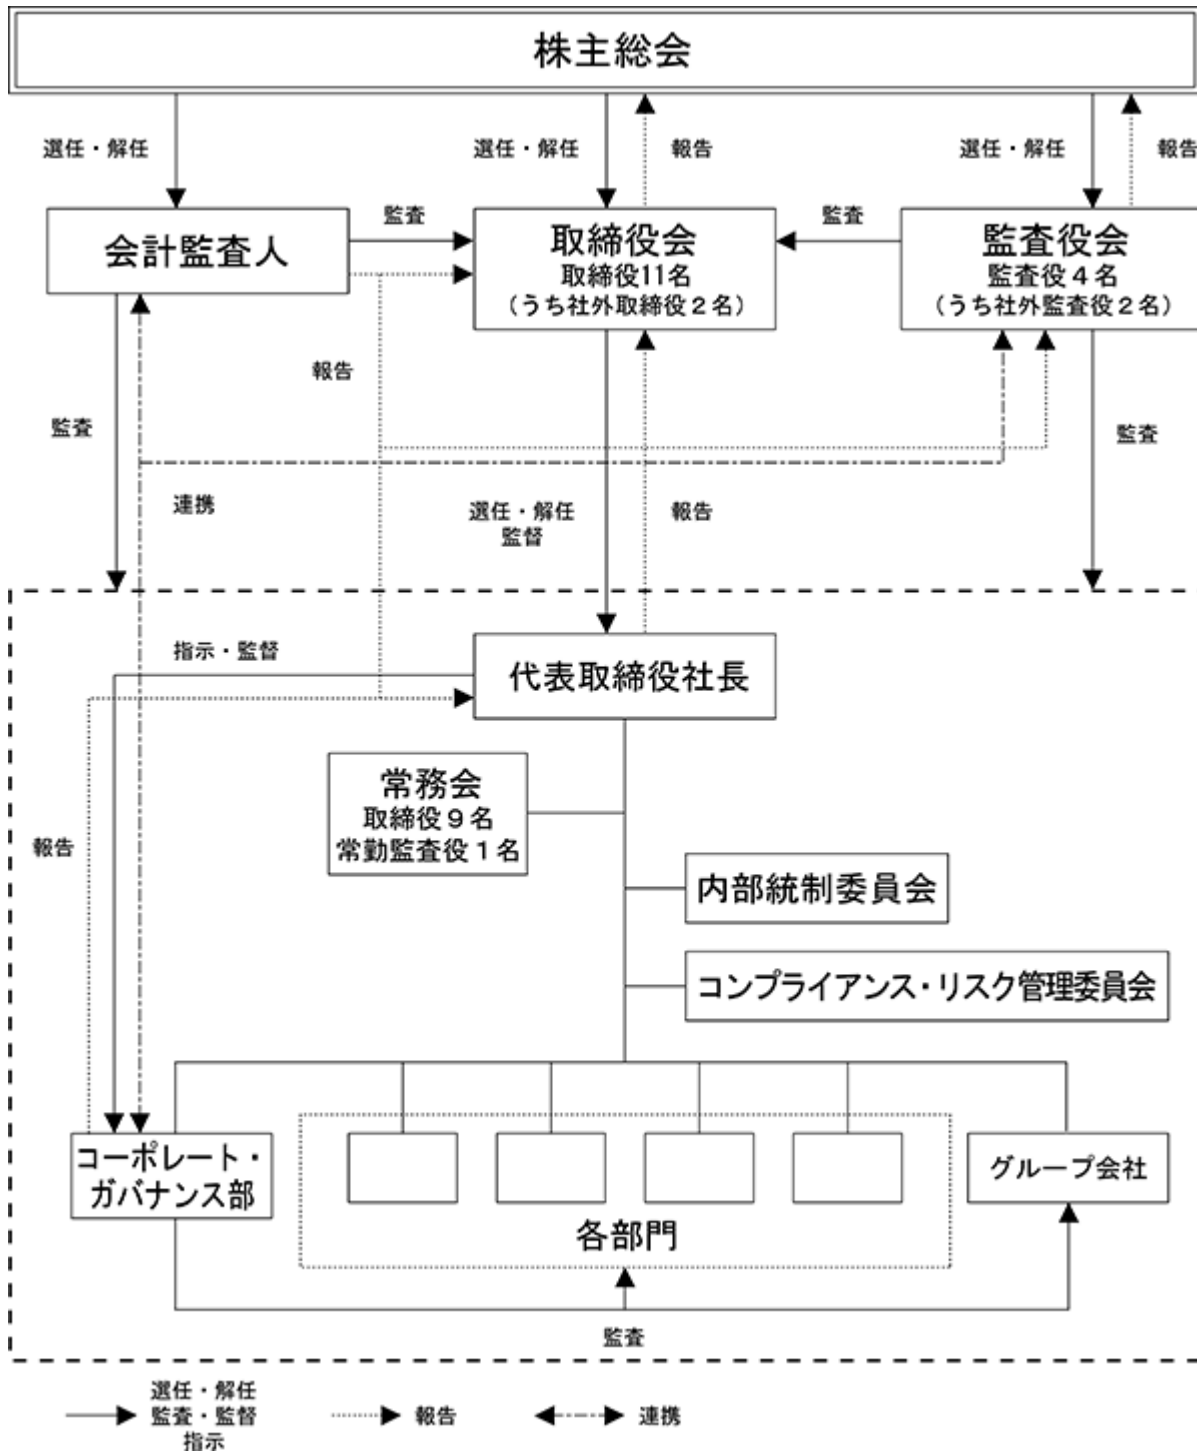 株主総会
選任・解任
選任・解任
報告
選任・解任
報告
会計監査人
監査
取締役会
取締役11名
（うち社外取締役２名）
監査
監査役会
監査役４名
（うち社外監査役２名）
報告
監査
監査
連携
選任・解任
監督
報告
指示・監督
代表取締役社長
常務会
取締役９名
常勤監査役１名
報告
内部統制委員会
コンプライアンス・リスク管理委員会
コーポレート・
ガバナンス部
グループ会社
各部門
監査
選任・解任
監査・監督
指示
報告
連携